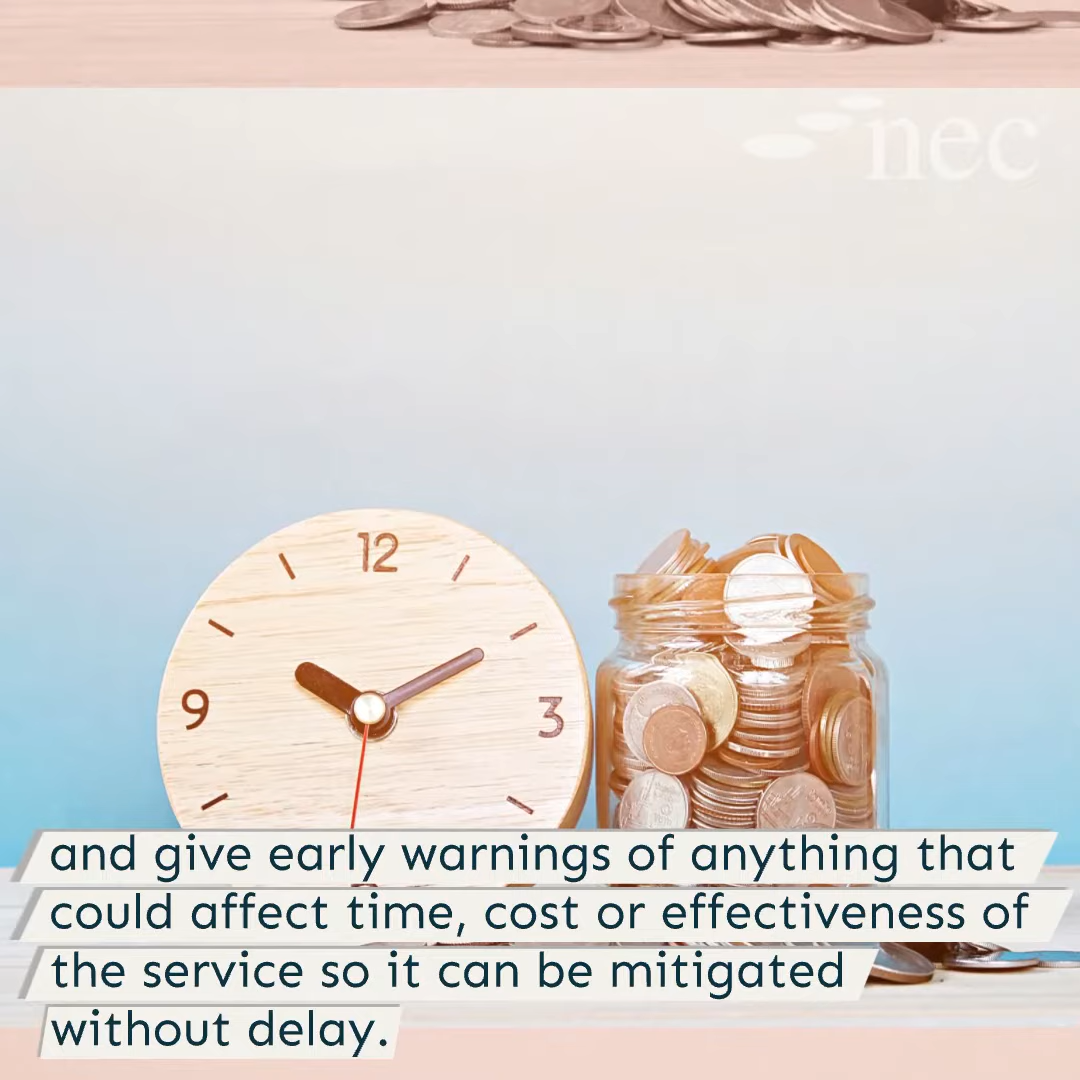 nec
12
9
3
and give early warnings of anything that
could affect time, cost or effectiveness of
the service so it can be mitigated
without delay.